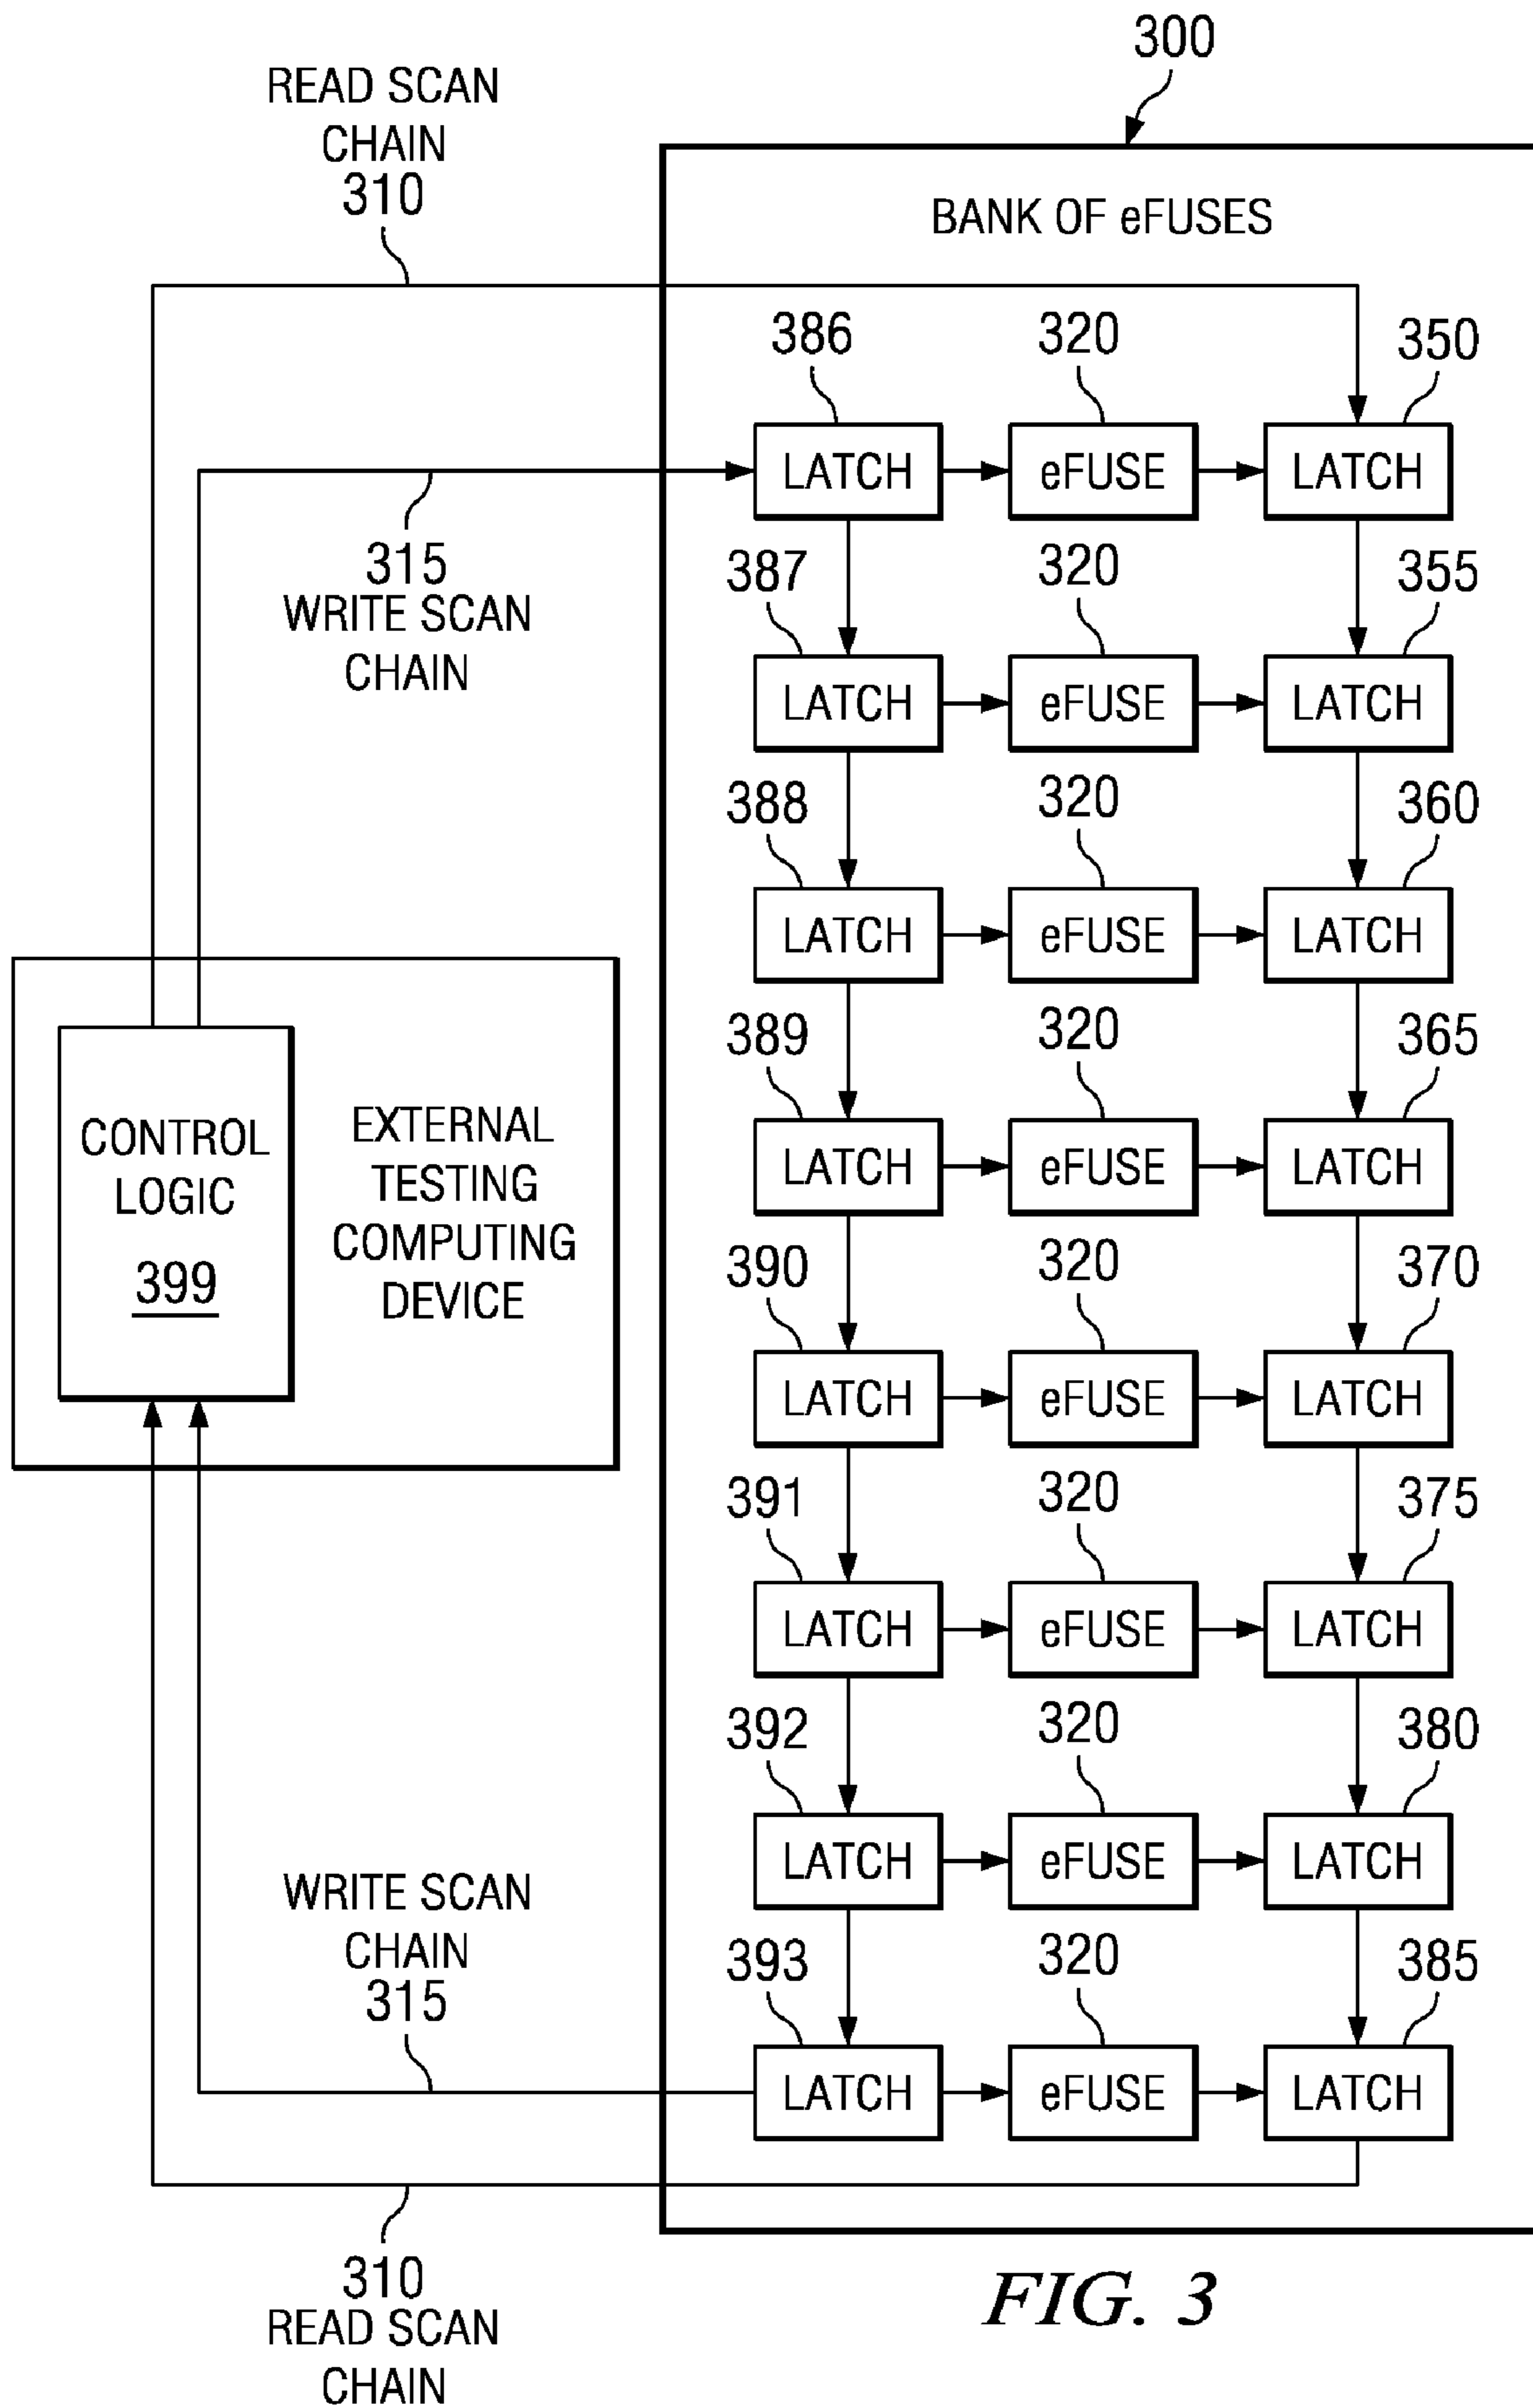 300
READ SCAN
CHAIN
310
BANK OF eFUSES
386 320 350
LATCH eFUSE LATCH
315
WRITE SCAN
CHAIN
387 320 355
LATCH eFUSE LATCH
388 320 360
LATCH eFUSE LATCH
389 320 365
LATCH eFUSE LATCH
CONTROL
LOGIC
399
EXTERNAL
TESTING
COMPUTING
DEVICE
390 320 370
LATCH eFUSE LATCH
391 320 375
LATCH eFUSE LATCH
392 320 380
LATCH eFUSE LATCH
WRITE SCAN
CHAIN
315
393 320 385
LATCH eFUSE LATCH
310
READ SCAN
CHAIN
FIG. 3